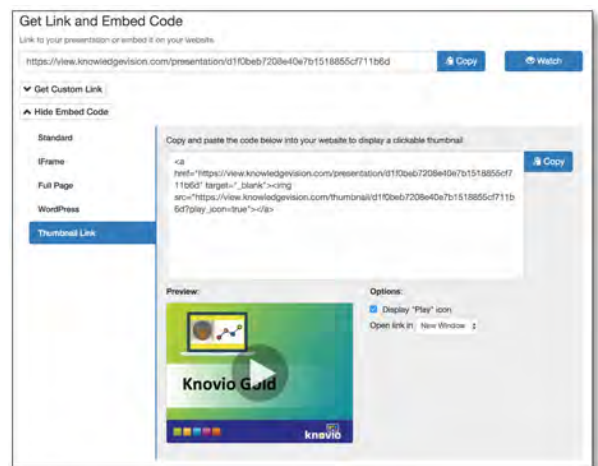 Get Link and Embed Code
Link to your presentation or embed it on your website.
https://view.knowledgevision.com/presentation/d1f0beb7208e40e7b1518855cf711b6d
Copy
Watch
Get Custom Link
Hide Embed Code
Standard
IFrame
Full Page
WordPress
Thumbnail Link
Copy and paste the code below into your website to display a clickable thumbnail:
<a
href="https://view.knowledgevision.com/presentation/d1f0beb7208e40e7b1518855cf7
11b6d" target="_blank"><img
src="https://view.knowledgevision.com/thumbnail/d1f0beb7208e40e7b1518855cf711b
6d?play_icon=true"></a>
Copy
Preview:
Knovio Gold
knovio
Options:
Display "Play" icon
Open link in New Window